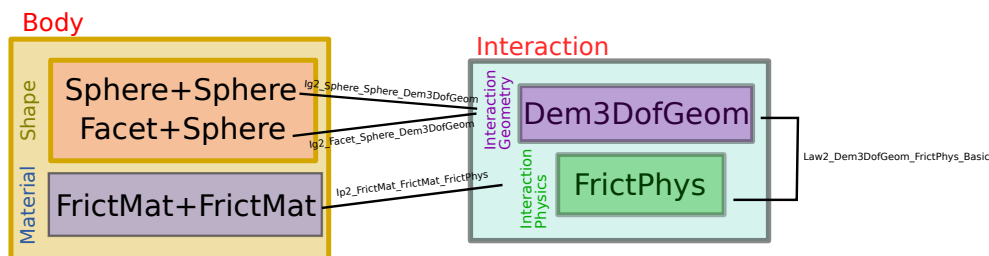 Body
Shape
Sphere+Sphere
Facet+Sphere
Material
FrictMat+FrictMat
Ig2_Sphere_Sphere_Dem3DofGeom
Ig2_Facet_Sphere_Dem3DofGeom
Ip2_FrictMat_FrictMat_FrictPhys
Interaction
Interaction
Geometry
Dem3DofGeom
Interaction
Physics
FrictPhys
Law2_Dem3DofGeom_FrictPhys_Basic